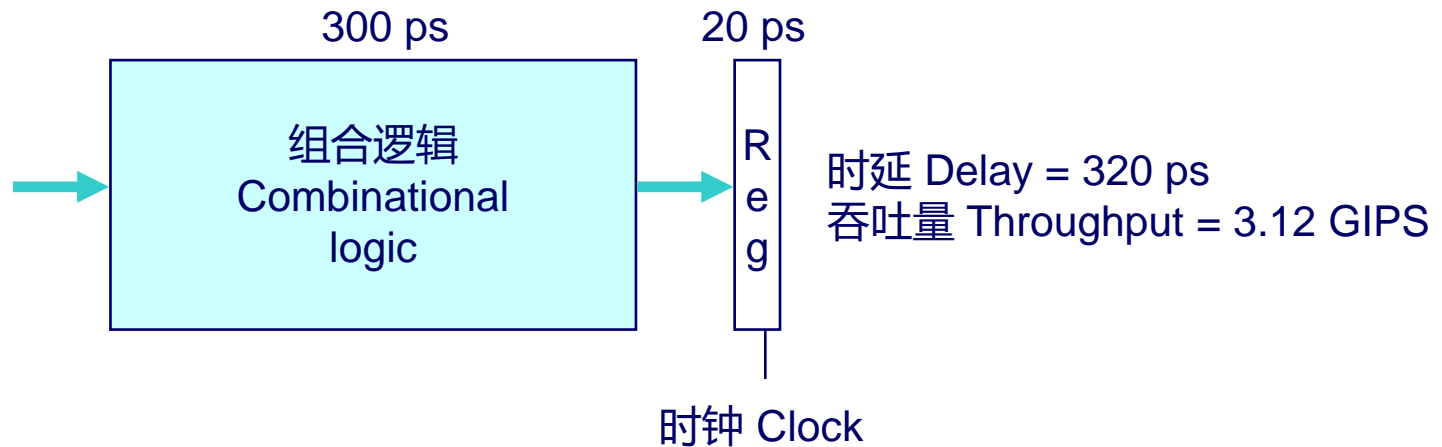 300 ps
20 ps
组合逻辑
Combinational
logic
Reg
时延 Delay = 320 ps
吞吐量 Throughput = 3.12 GIPS
时钟 Clock